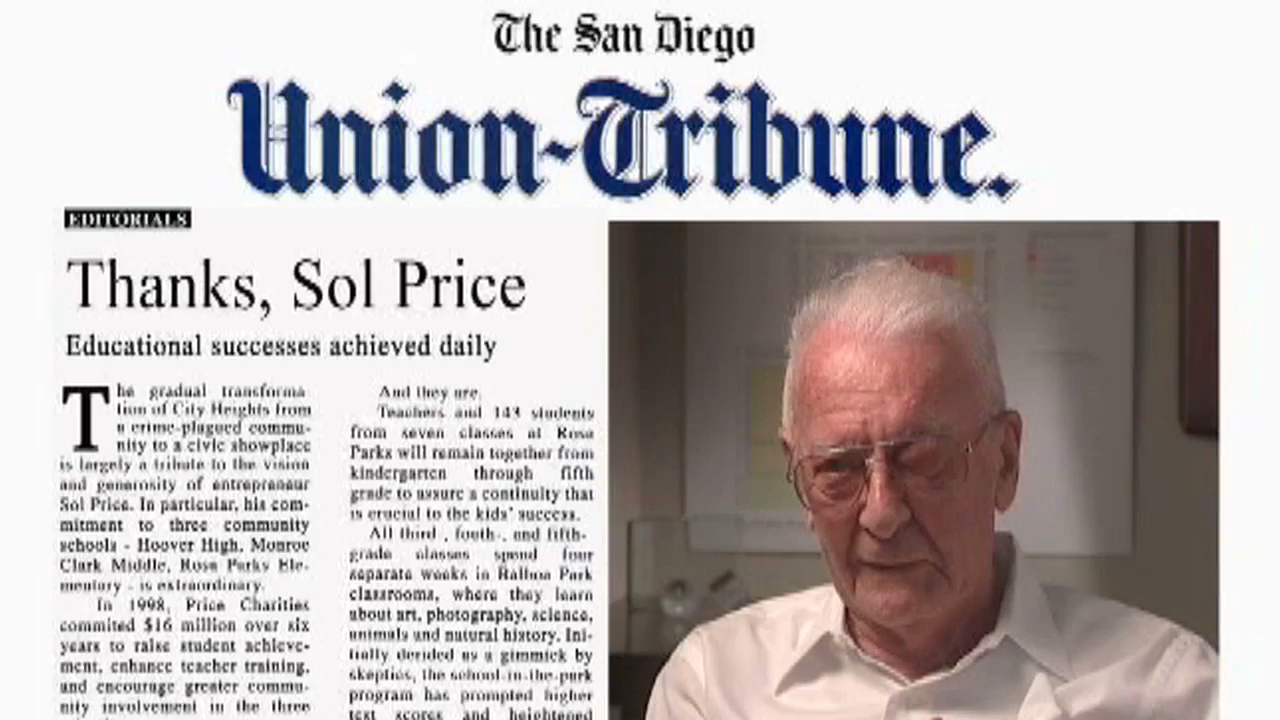 The San Diego
Union-Tribune.
EDITORIALS
Thanks, Sol Price
Educational successes achieved daily
The gradual transforma-
tion of City Heights from
a crime-plagued commu-
nity to a civic showplace
is largely a tribute to the vision
and generosity of entrepreneur
Sol Price. In particular, his com-
mitment to three community
schools - Hoover High, Monroe
Clark Middle, Rosa Parks Ele-
mentory - is extraordinary.
In 1998, Price Charities
commited $16 million over six
years to raise student achieve-
ment, enhance teacher training,
and encourage greater commu-
nity involvement in the three
And they are.
Teachers and 143 students
from seven classes at Rosa
Parks will remain together from
kindergarten through fifth
grade to assure a continuity that
is crucial to the kids' success.
All third-, fouth-, and fifth-
grade classes spend four
separate weeks in Balboa Park
classrooms, where they learn
about art, photography, science,
animals and natural history. Ini-
tially derided as a gimmick by
skeptics, the school-in-the-park
program has prompted higher
test scores and heightened